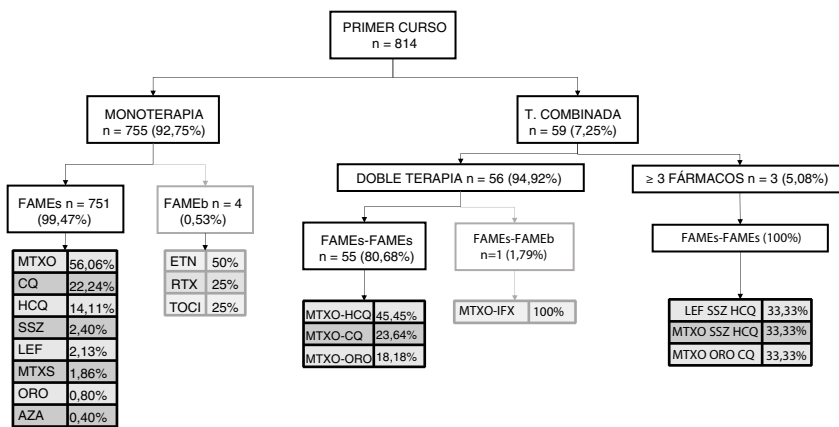 PRIMER CURSO
n = 814
MONOTERAPIA
n = 755 (92,75%)
T. COMBINADA
n = 59 (7,25%)
DOBLE TERAPIA n = 56 (94,92%)
≥ 3 FÁRMACOS n = 3 (5,08%)
FAMEs n = 751
(99,47%)
FAMEb n = 4
(0,53%)
FAMEs-FAMEs
n = 55 (80,68%)
FAMEs-FAMEb
n=1 (1,79%)
FAMEs-FAMEs (100%)
MTXO 56,06%
CQ 22,24%
HCQ 14,11%
SSZ 2,40%
LEF 2,13%
MTXS 1,86%
ORO 0,80%
AZA 0,40%
ETN 50%
RTX 25%
TOCI 25%
MTXO-HCQ 45,45%
MTXO-CQ 23,64%
MTXO-ORO 18,18%
MTXO-IFX 100%
LEF SSZ HCQ 33,33%
MTXO SSZ HCQ 33,33%
MTXO ORO CQ 33,33%